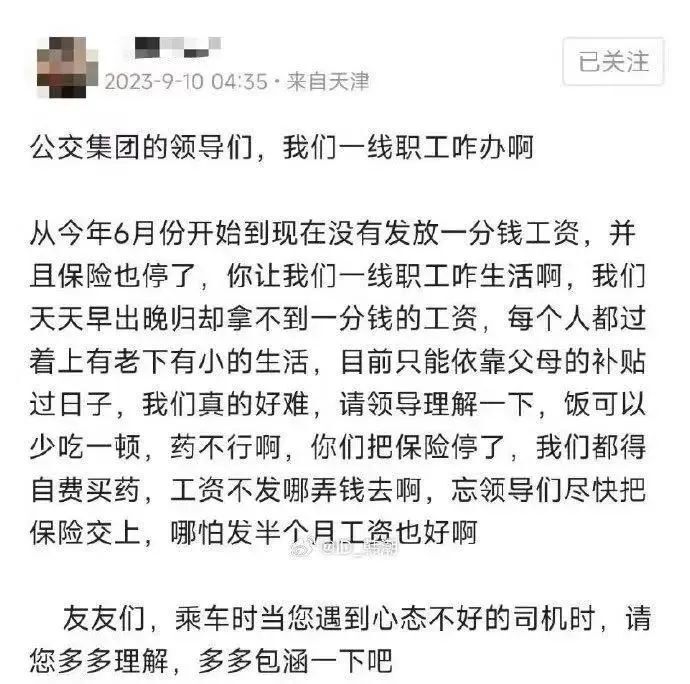 2023-9-10 04:35·来自天津
已关注
公交集团的领导们，我们一线职工咋办啊
从今年6月份开始到现在没有发放一分钱工资，并
且保险也停了，你让我们一线职工咋生活啊，我们
天天早出晚归却拿不到一分钱的工资，每个人都过
着上有老下有小的生活，目前只能依靠父母的补贴
过日子，我们真的好难，请领导理解一下，饭可以
少吃一顿，药不行啊，你们把保险停了，我们都得
自费买药，工资不发哪弄钱去啊，忘领导们尽快把
保险交上，哪怕发半个月工资也好啊
@ID_
友友们，乘车时当您遇到心态不好的司机时，请
您多多理解，多多包涵一下吧